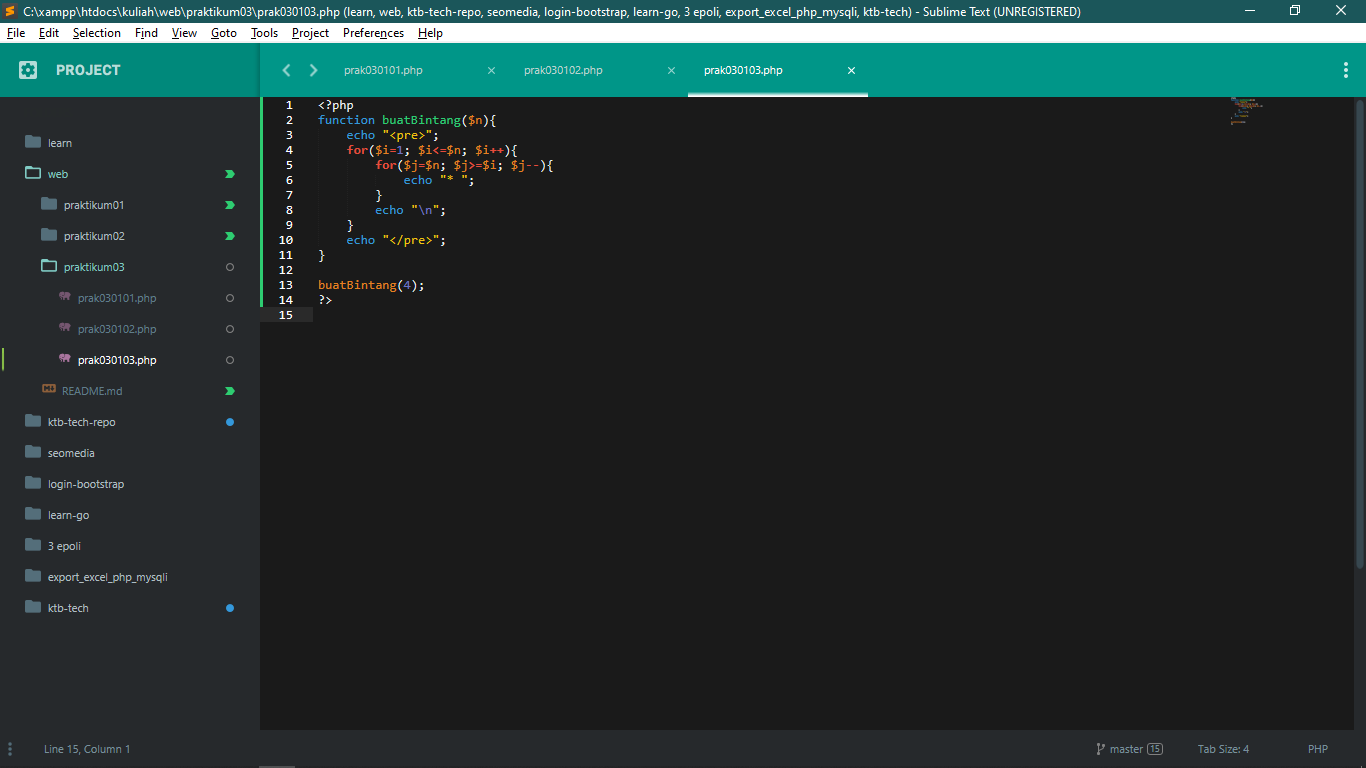 C:\xampp\htdocs\kuliah\web\praktikum03\prak030103.php (learn, web, ktb-tech-repo, seomedia, login-bootstrap, learn-go, 3 epoli, export_excel_php_mysqli, ktb-tech) - Sublime Text (UNREGISTERED)
File Edit Selection Find View Goto Tools Project Preferences Help
PROJECT
prak030101.php prak030102.php prak030103.php
learn
web
praktikum01
praktikum02
praktikum03
prak030101.php
prak030102.php
prak030103.php
README.md
ktb-tech-repo
seomedia
login-bootstrap
learn-go
3 epoli
export_excel_php_mysqli
ktb-tech
1 <?php
2 function buatBintang($n){
3     echo "<pre>";
4     for($i=1; $i<=$n; $i++){
5         for($j=$n; $j>=$i; $j--){
6             echo "* ";
7         }
8         echo "\n";
9     }
10     echo "</pre>";
11 }
12
13 buatBintang(4);
14 ?>
15
Line 15, Column 1 master 15 Tab Size: 4 PHP